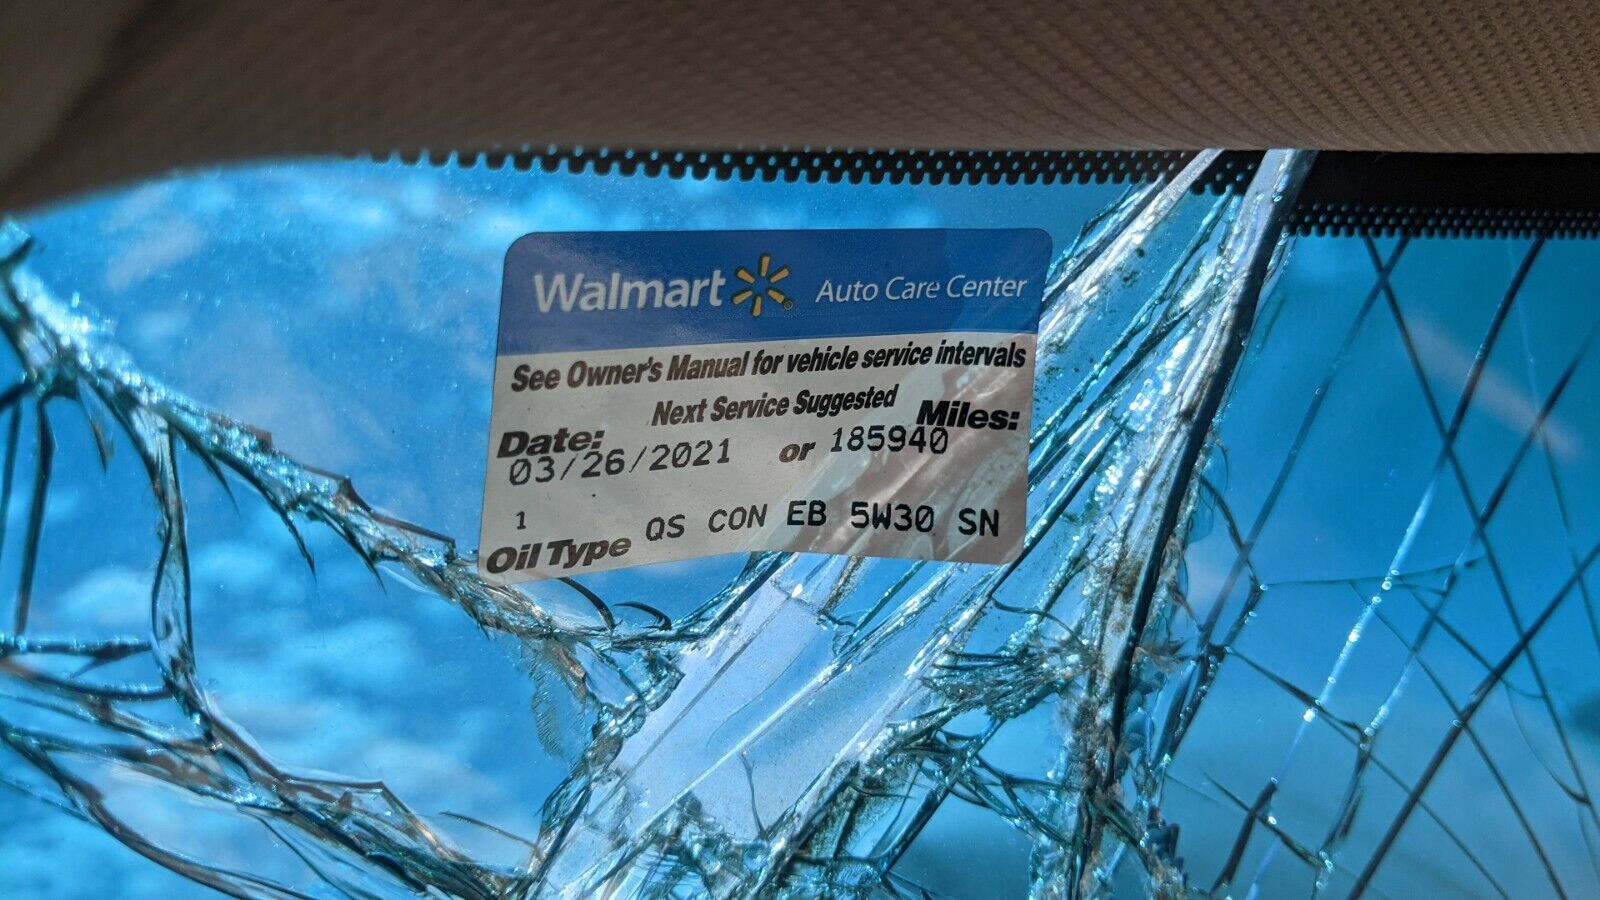 Walmart Auto Care Center
See Owner's Manual for vehicle service intervals
Next Service Suggested
Date: Miles:
03/26/2021 or 185940
1
Oil Type QS CON EB 5W30 SN